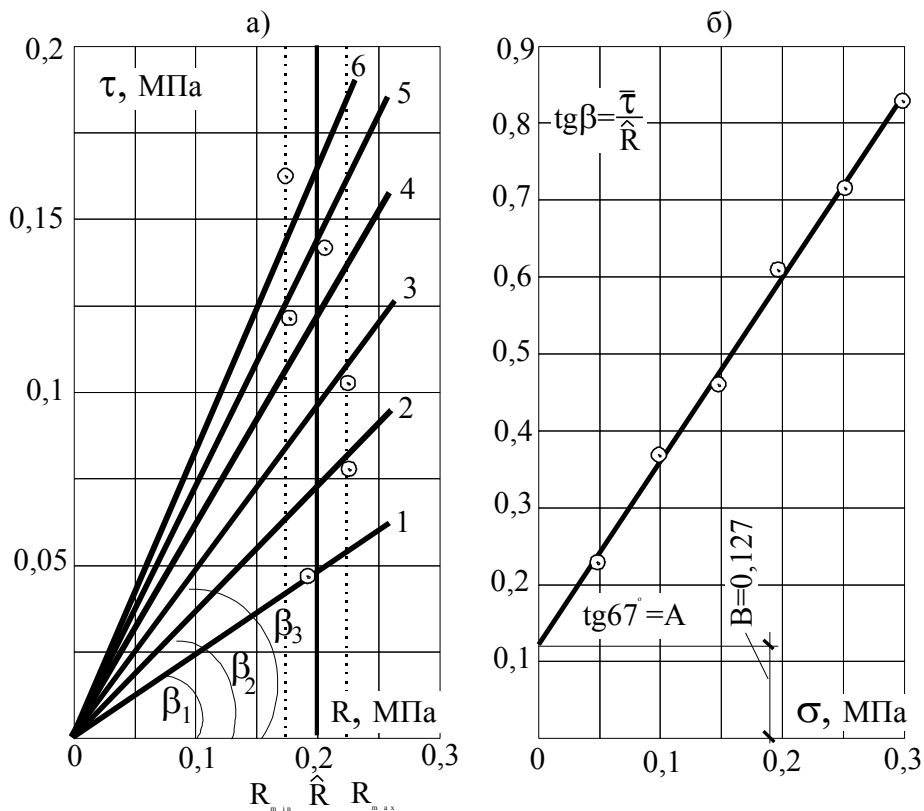 а)
0,2
τ, МПа
6
5
4
0,15
3
0,1
2
1
0,05
β₃
β₂
β₁
R, МПа
0
0,1
0,2
0,3
R min
R̂
R max
б)
0,9
tgβ=τ̄/R̂
0,8
0,7
0,6
0,5
0,4
0,3
0,2
B=0,127
tg67°=A
0,1
σ, МПа
0
0,1
0,2
0,3